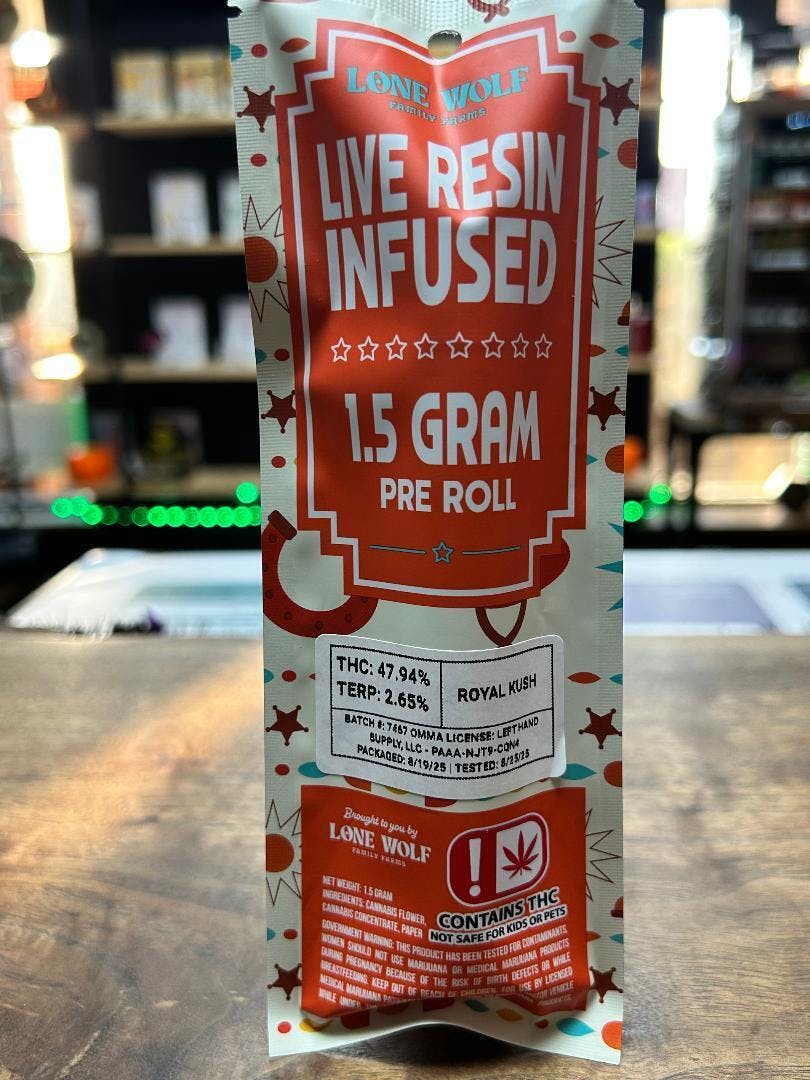 LONE WOLF
FAMILY FARMS
LIVE RESIN
INFUSED
1.5 GRAM
PRE ROLL
THC: 47.94%
TERP: 2.65%
ROYAL KUSH
BATCH #: 7467 OMMA LICENSE: LEFTHAND
SUPPLY, LLC - PAAA-NJT9-CQN4
PACKAGED: 8/19/25 | TESTED: 8/25/25
Brought to you by
LONE WOLF
FAMILY FARMS
NET WEIGHT: 1.5 GRAM
INGREDIENTS: CANNABIS FLOWER,
CANNABIS CONCENTRATE, PAPER
!
CONTAINS THC
NOT SAFE FOR KIDS OR PETS
GOVERNMENT WARNING: THIS PRODUCT HAS BEEN TESTED FOR CONTAMINANTS.
WOMEN SHOULD NOT USE MARIJUANA OR MEDICAL MARIJUANA PRODUCTS
DURING PREGNANCY BECAUSE OF THE RISK OF BIRTH DEFECTS OR WHILE
BREASTFEEDING. KEEP OUT OF REACH OF CHILDREN. FOR USE BY LICENSED
MEDICAL MARIJUANA VEHICLE
WHILE UNDER